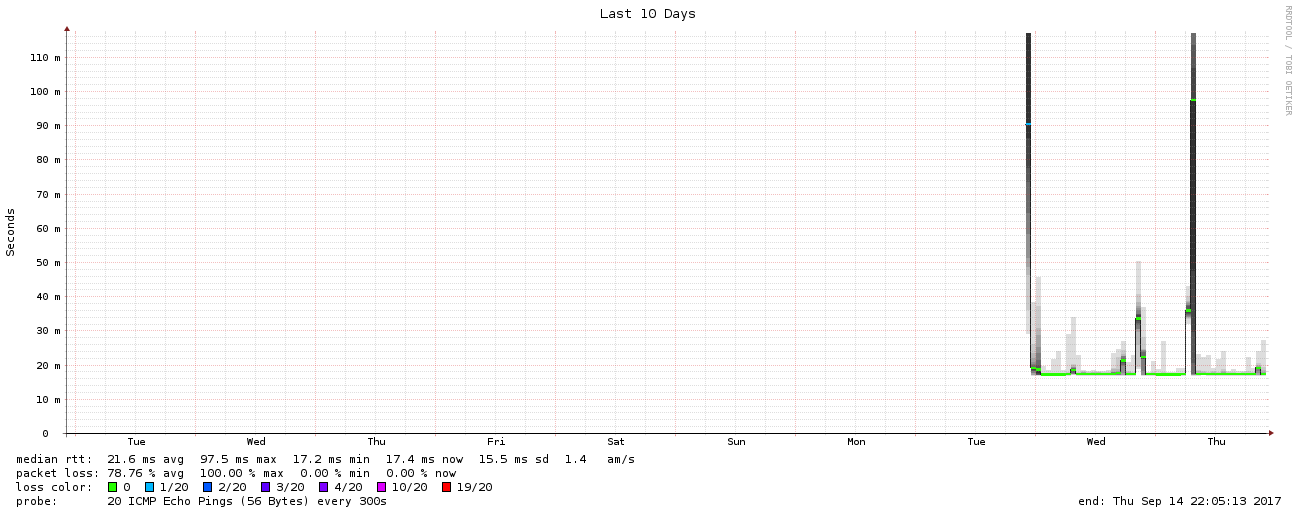 Last 10 Days
RRDTOOL / TOBI OETIKER
Seconds
110 m
100 m
90 m
80 m
70 m
60 m
50 m
40 m
30 m
20 m
10 m
0
Tue Wed Thu Fri Sat Sun Mon Tue Wed Thu
median rtt: 21.6 ms avg 97.5 ms max 17.2 ms min 17.4 ms now 15.5 ms sd 1.4 am/s
packet loss: 78.76 % avg 100.00 % max 0.00 % min 0.00 % now
loss color: 0 1/20 2/20 3/20 4/20 10/20 19/20
probe: 20 ICMP Echo Pings (56 Bytes) every 300s end: Thu Sep 14 22:05:13 2017